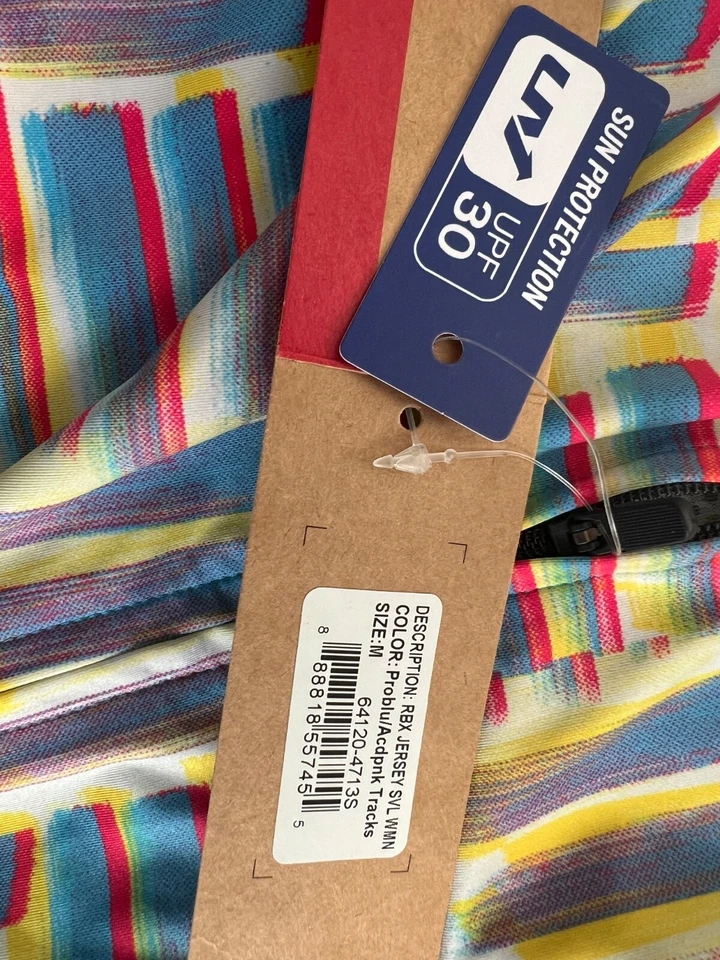 SUN PROTECTION
UV
UPF
30
DESCRIPTION: RBX JERSEY SVL WMN
COLOR: Problu/Acdpnk Tracks
SIZE:M
64120-4713S
8 88818 55745 5